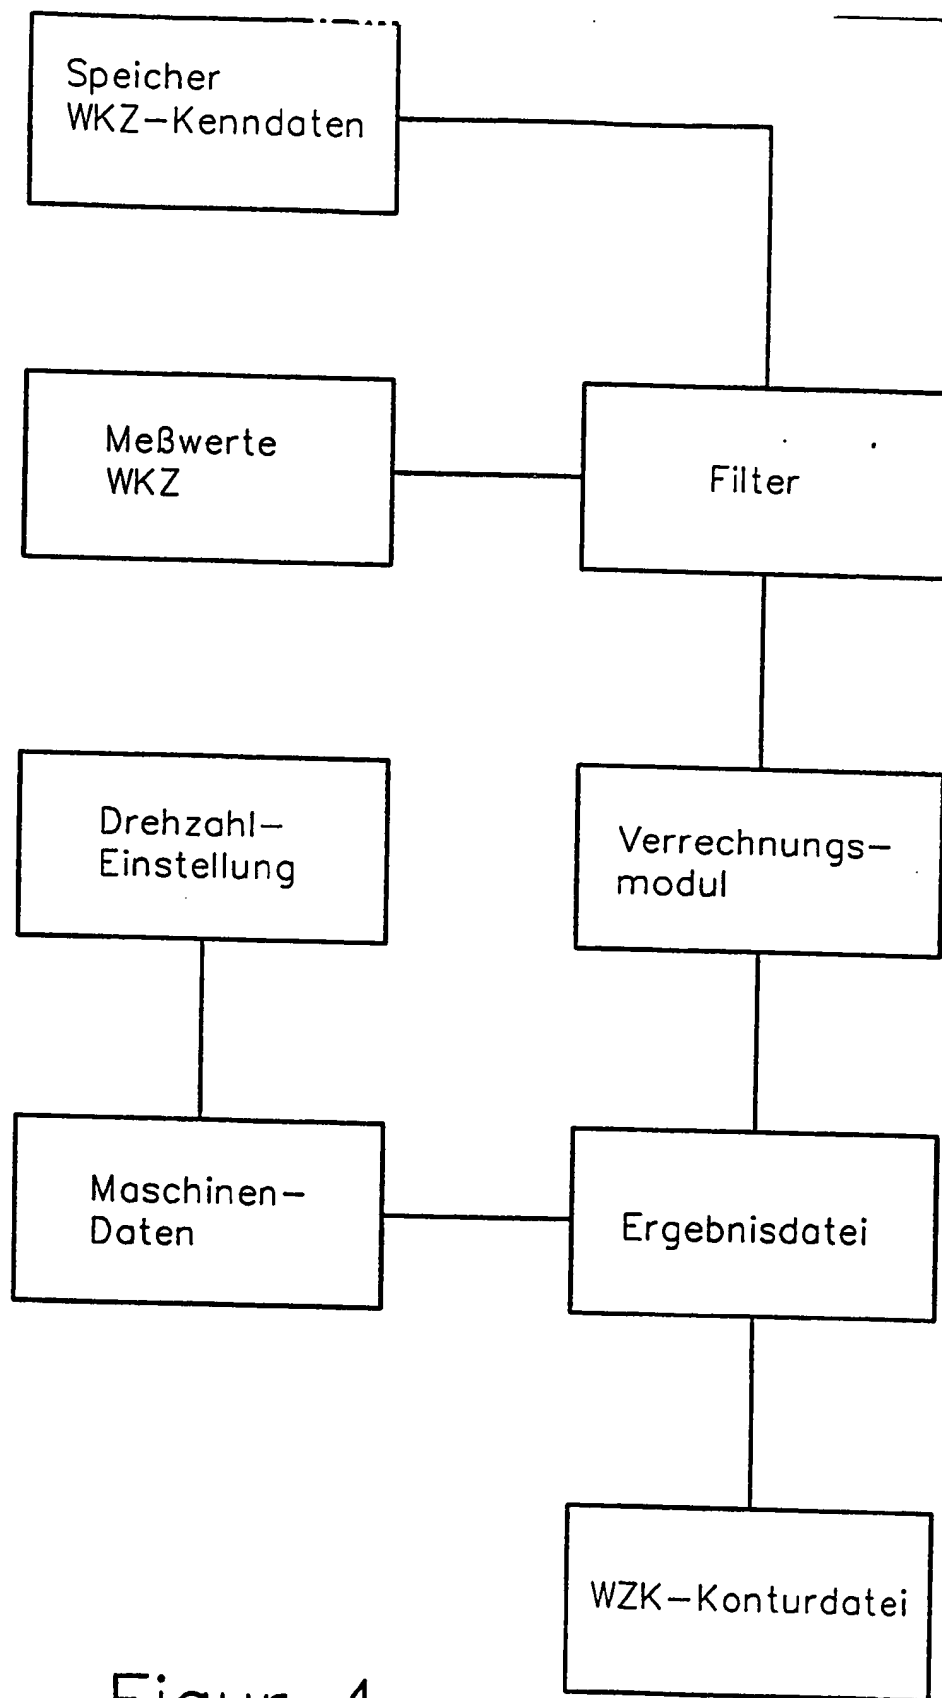 Speicher
WKZ-Kenndaten
Meßwerte
WKZ
Filter
Drehzahl-
Einstellung
Verrechnungs-
modul
Maschinen-
Daten
Ergebnisdatei
WZK-Konturdatei
Figur 4